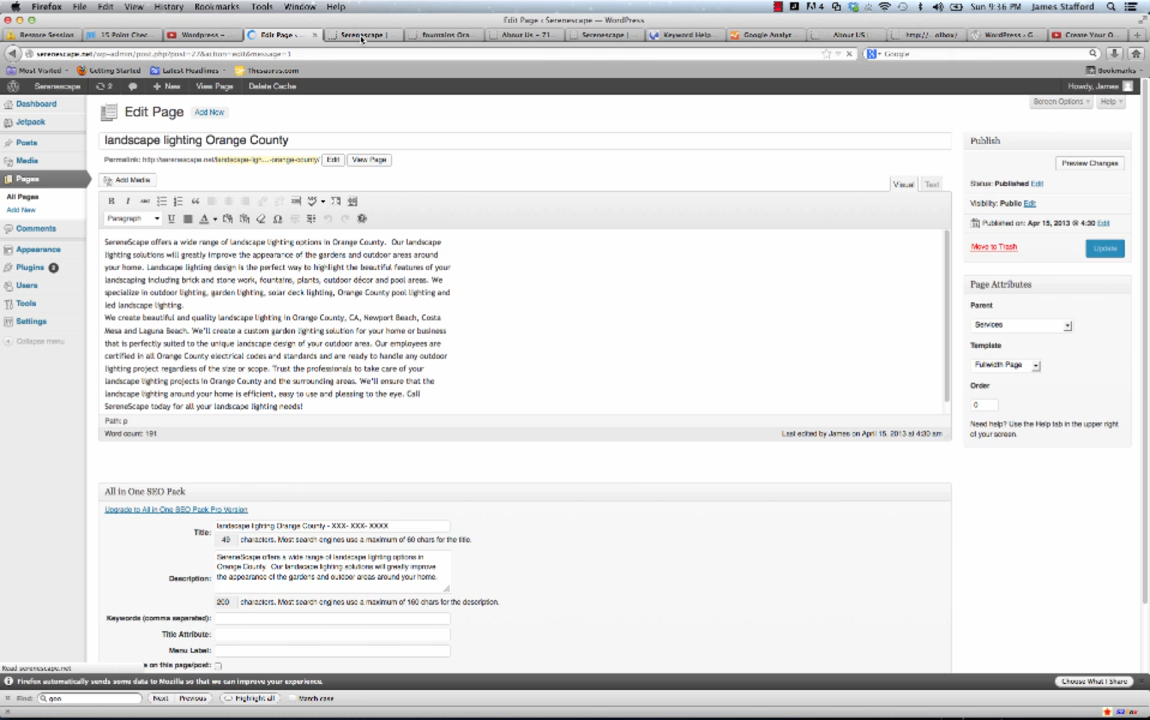 Firefox File Edit View History Bookmarks Tools Window Help 4 Sun 9:36 PM James Stafford
Edit Page ‹ Serenescape — WordPress
Restore Session 15 Point Chec... Wordpress – Edit Page ‹ Serenescape | fountains Ora... About Us – 71... Serenescape | Keyword Help... Google Analyt... About US | WordPress › G Create Your O...
serenescape.net/wp-admin/post.php?post=27&action=edit&message=1 Google
Most Visited Getting Started Latest Headlines Thesaurus.com Bookmarks
Serenescape 2 + New View Page Delete Cache Howdy, James
Dashboard
Jetpack
Posts
Media
Pages
All Pages
Add New
Comments
Appearance
Plugins 2
Users
Tools
Settings
Collapse menu
Edit Page Add New Screen Options Help
landscape lighting Orange County
Permalink: http://serenescape.net/landscape-ligh...-orange-county/ Edit View Page
Add Media Visual Text
B I ABC
Paragraph U A
SereneScape offers a wide range of landscape lighting options in Orange County. Our landscape
lighting solutions will greatly improve the appearance of the gardens and outdoor areas around
your home. Landscape lighting design is the perfect way to highlight the beautiful features of your
landscaping including brick and stone work, fountains, plants, outdoor décor and pool areas. We
specialize in outdoor lighting, garden lighting, solar deck lighting, Orange County pool lighting and
led landscape lighting.
We create beautiful and quality landscape lighting in Orange County, CA, Newport Beach, Costa
Mesa and Laguna Beach. We'll create a custom garden lighting solution for your home or business
that is perfectly suited to the unique landscape design of your outdoor area. Our employees are
certified in all Orange County electrical codes and standards and are ready to handle any outdoor
lighting project regardless of the size or scope. Trust the professionals to take care of your
landscape lighting projects in Orange County and the surrounding areas. We'll ensure that the
landscape lighting around your home is efficient, easy to use and pleasing to the eye. Call
SereneScape today for all your landscape lighting needs!
Path: p
Word count: 191 Last edited by James on April 15, 2013 at 4:30 am
Publish
Preview Changes
Status: Published Edit
Visibility: Public Edit
Published on: Apr 15, 2013 @ 4:30 Edit
Move to Trash Update
Page Attributes
Parent
Services
Template
Fullwidth Page
Order
0
Need help? Use the Help tab in the upper right
of your screen.
All in One SEO Pack
Upgrade to All in One SEO Pack Pro Version
Title: landscape lighting Orange County - XXX- XXX- XXXX
49 characters. Most search engines use a maximum of 60 chars for the title.
Description: SereneScape offers a wide range of landscape lighting options in
Orange County. Our landscape lighting solutions will greatly improve
the appearance of the gardens and outdoor areas around your home.
200 characters. Most search engines use a maximum of 160 chars for the description.
Keywords (comma separated):
Title Attribute:
Menu Label:
on this page/post:
Read serenescape.net
Firefox automatically sends some data to Mozilla so that we can improve your experience. Choose What I Share
Find: goo Next Previous Highlight all Match case